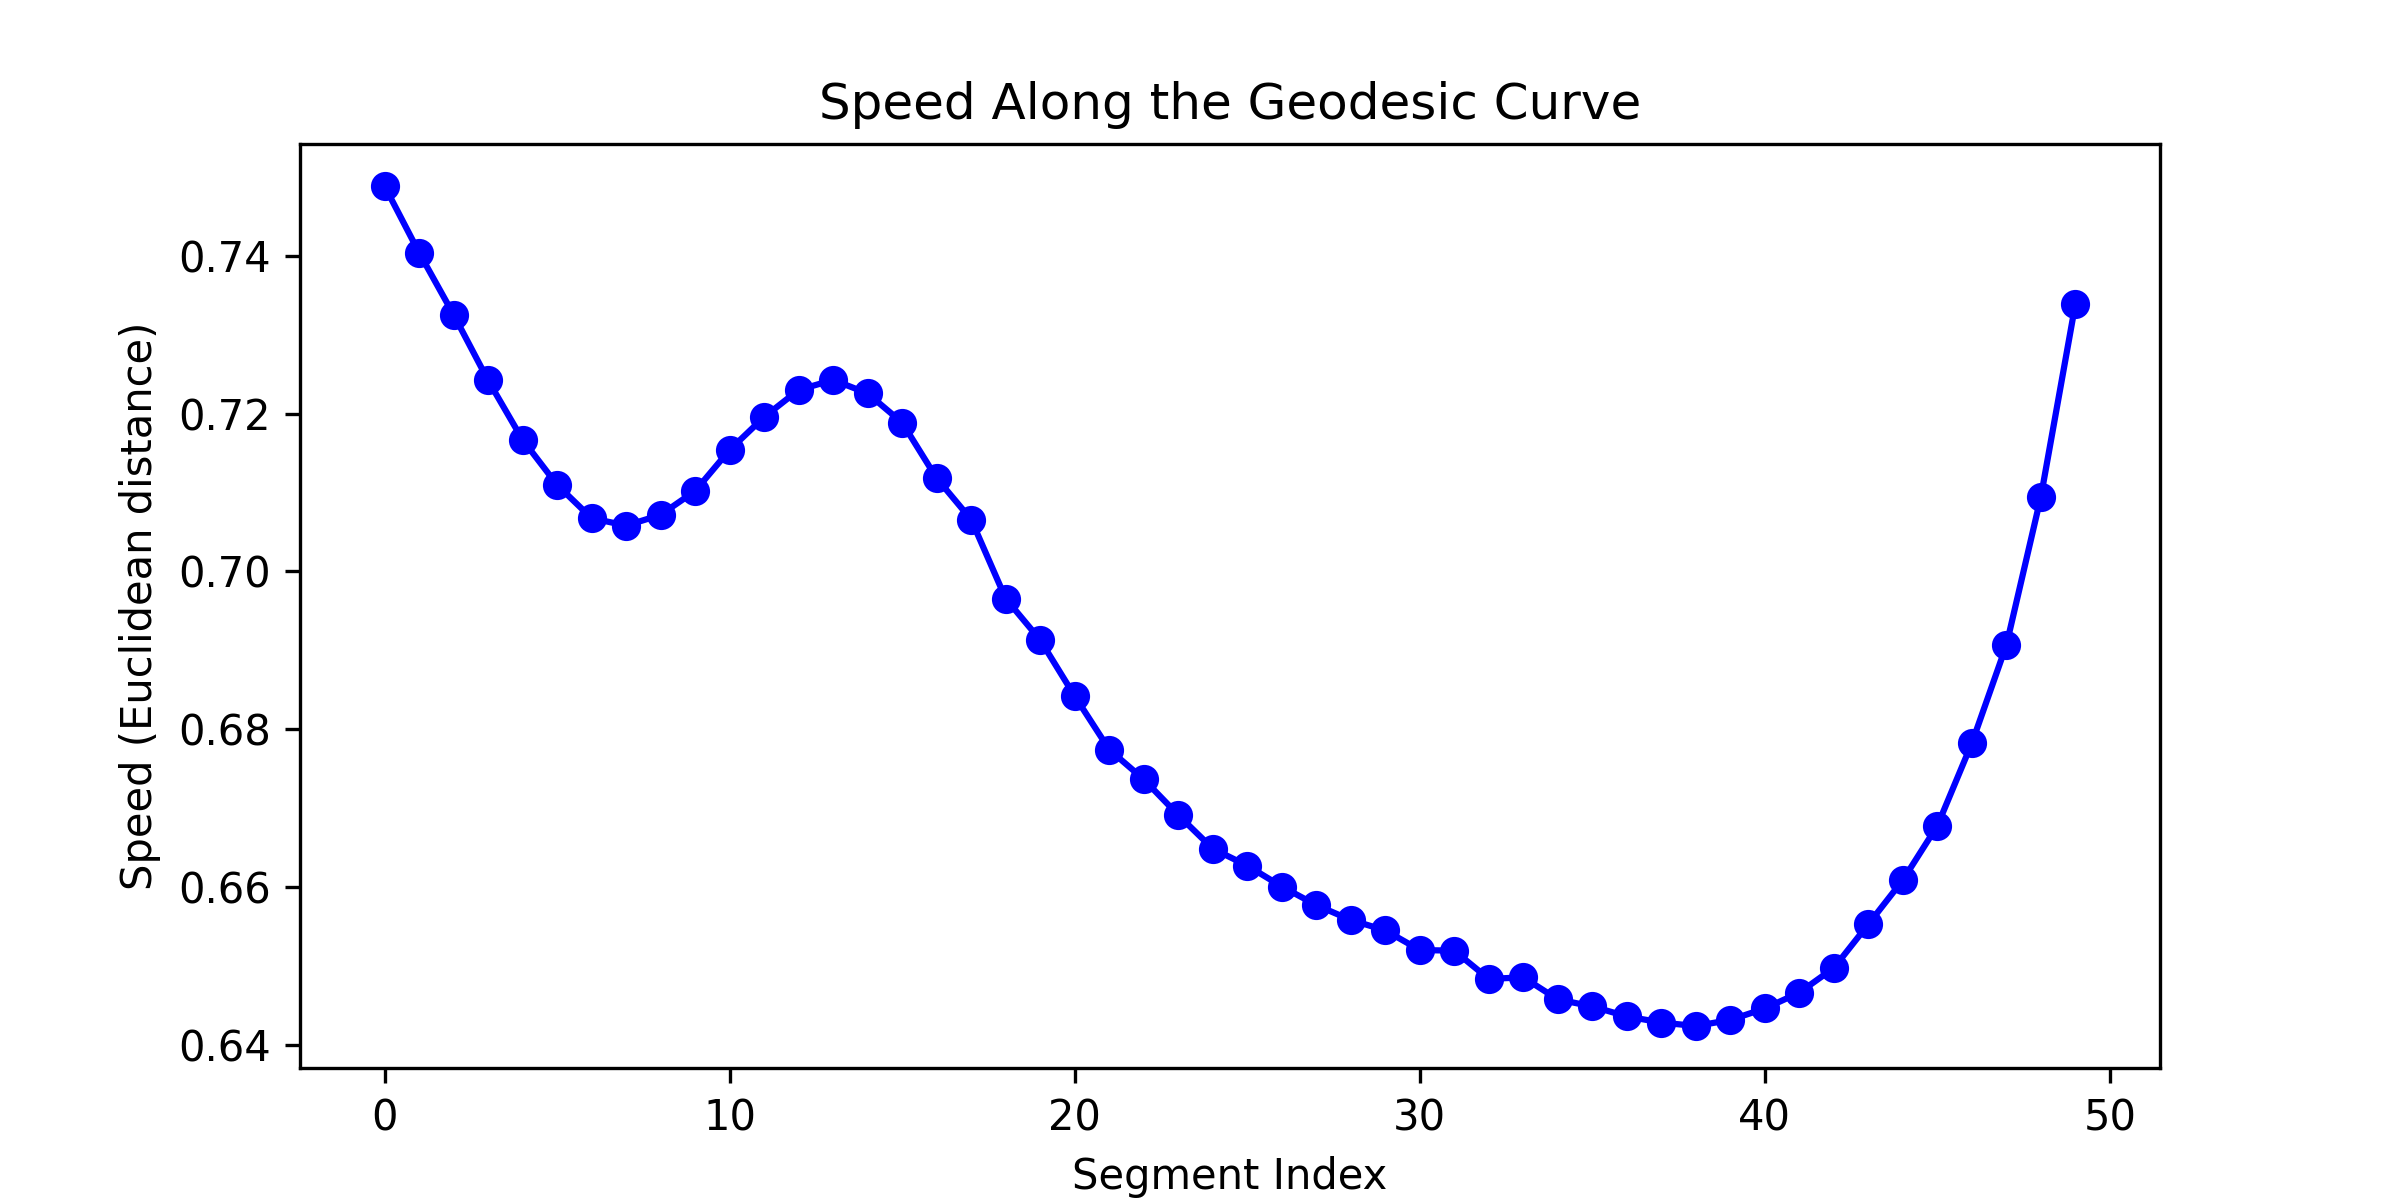 Speed Along the Geodesic Curve
Speed (Euclidean distance)
0.74
0.72
0.70
0.68
0.66
0.64
0 10 20 30 40 50
Segment Index